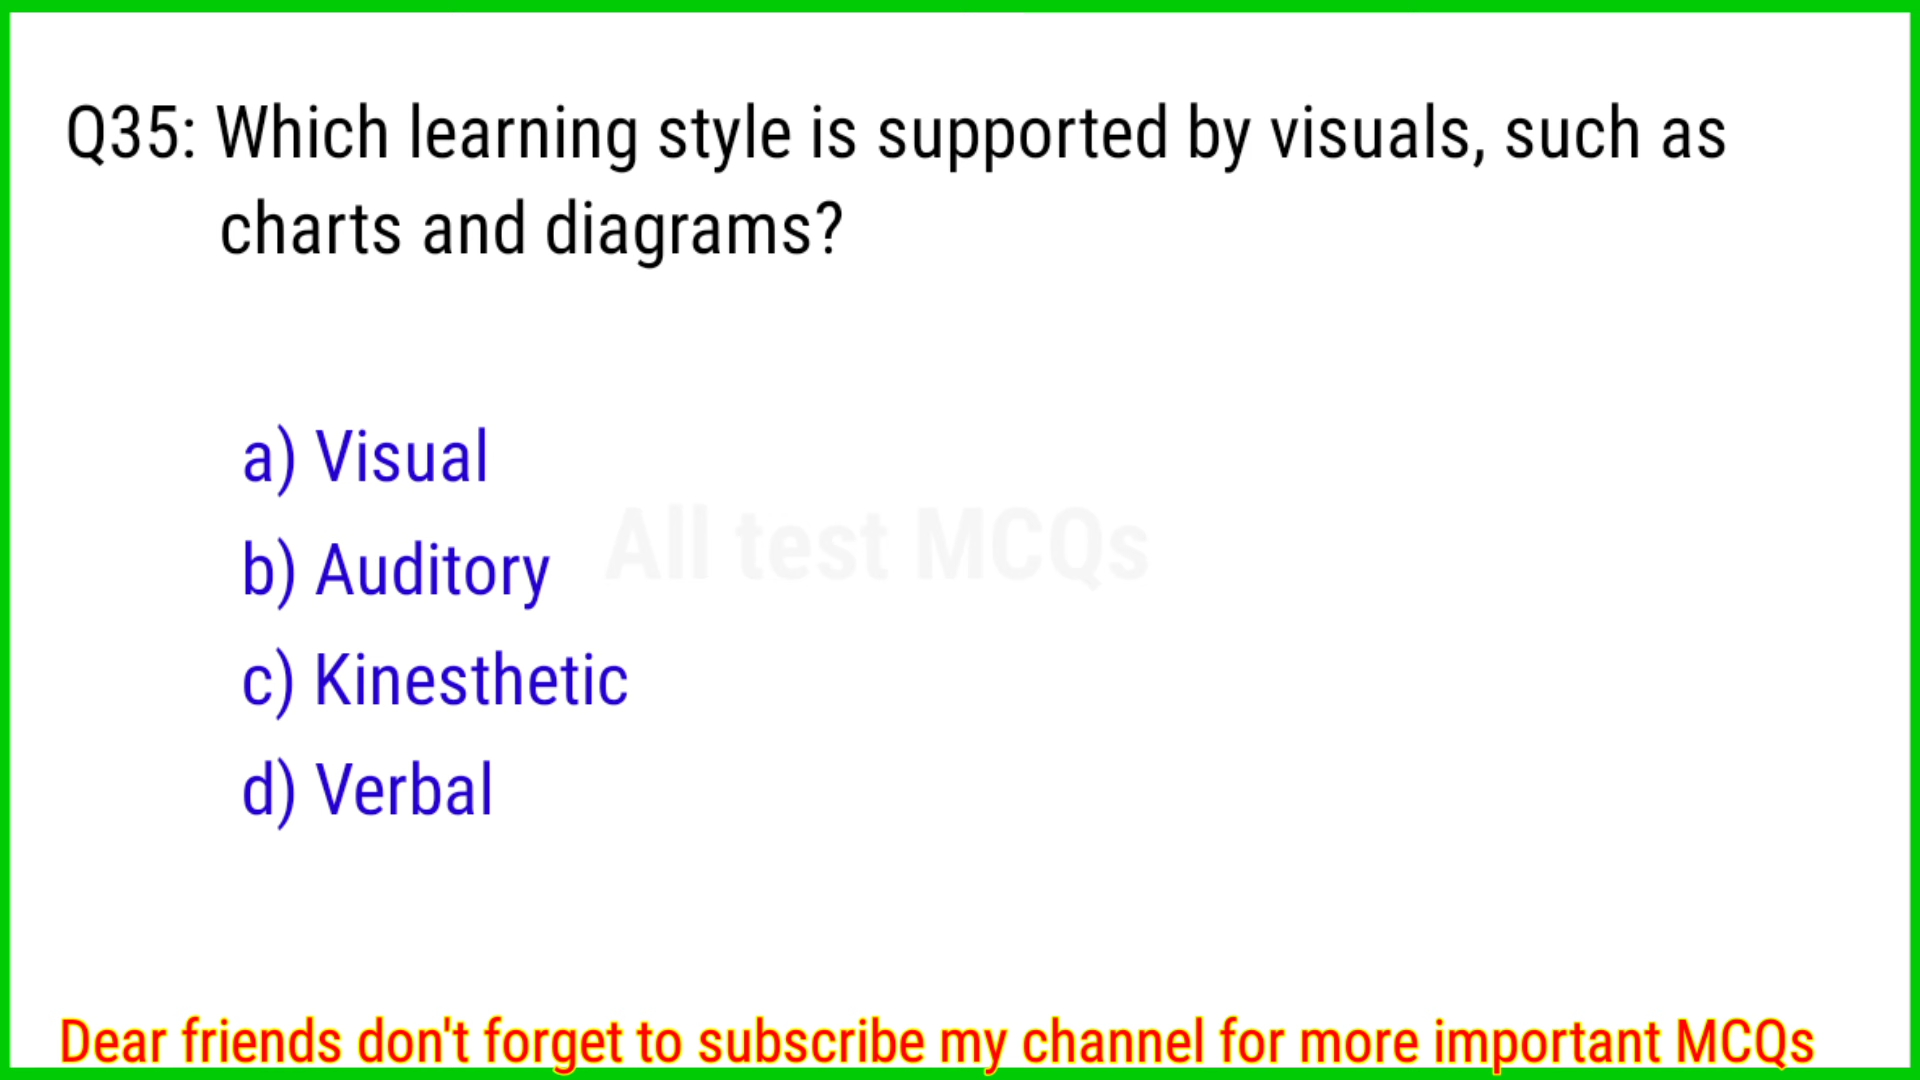 Q35: Which learning style is supported by visuals, such as
charts and diagrams?
a) Visual
All test MCQs
b) Auditory
c) Kinesthetic
d) Verbal
Dear friends don't forget to subscribe my channel for more important MCQs